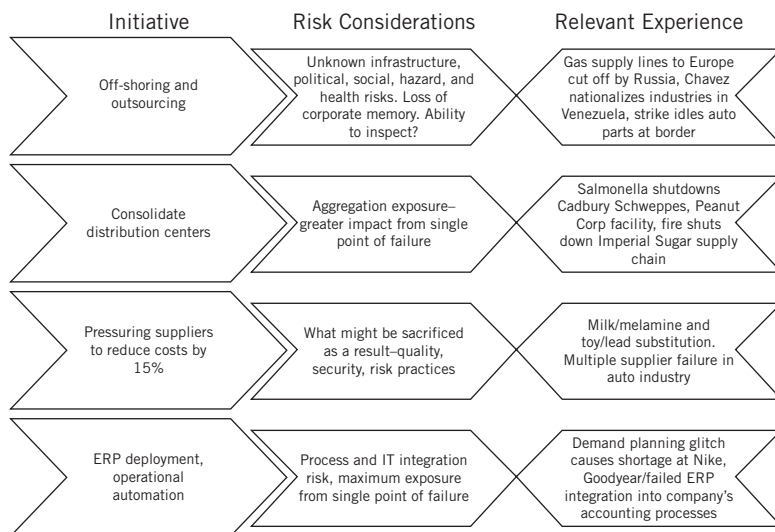 Initiative
Risk Considerations
Relevant Experience
Off-shoring and
outsourcing
Unknown infrastructure,
political, social, hazard, and
health risks. Loss of
corporate memory. Ability
to inspect?
Gas supply lines to Europe
cut off by Russia, Chavez
nationalizes industries in
Venezuela, strike idles auto
parts at border
Consolidate
distribution centers
Aggregation exposure–
greater impact from single
point of failure
Salmonella shutdowns
Cadbury Schweppes, Peanut
Corp facility, fire shuts
down Imperial Sugar supply
chain
Pressuring suppliers
to reduce costs by
15%
What might be sacrificed
as a result–quality,
security, risk practices
Milk/melamine and
toy/lead substitution.
Multiple supplier failure in
auto industry
ERP deployment,
operational
automation
Process and IT integration
risk, maximum exposure
from single point of failure
Demand planning glitch
causes shortage at Nike,
Goodyear/failed ERP
integration into company’s
accounting processes